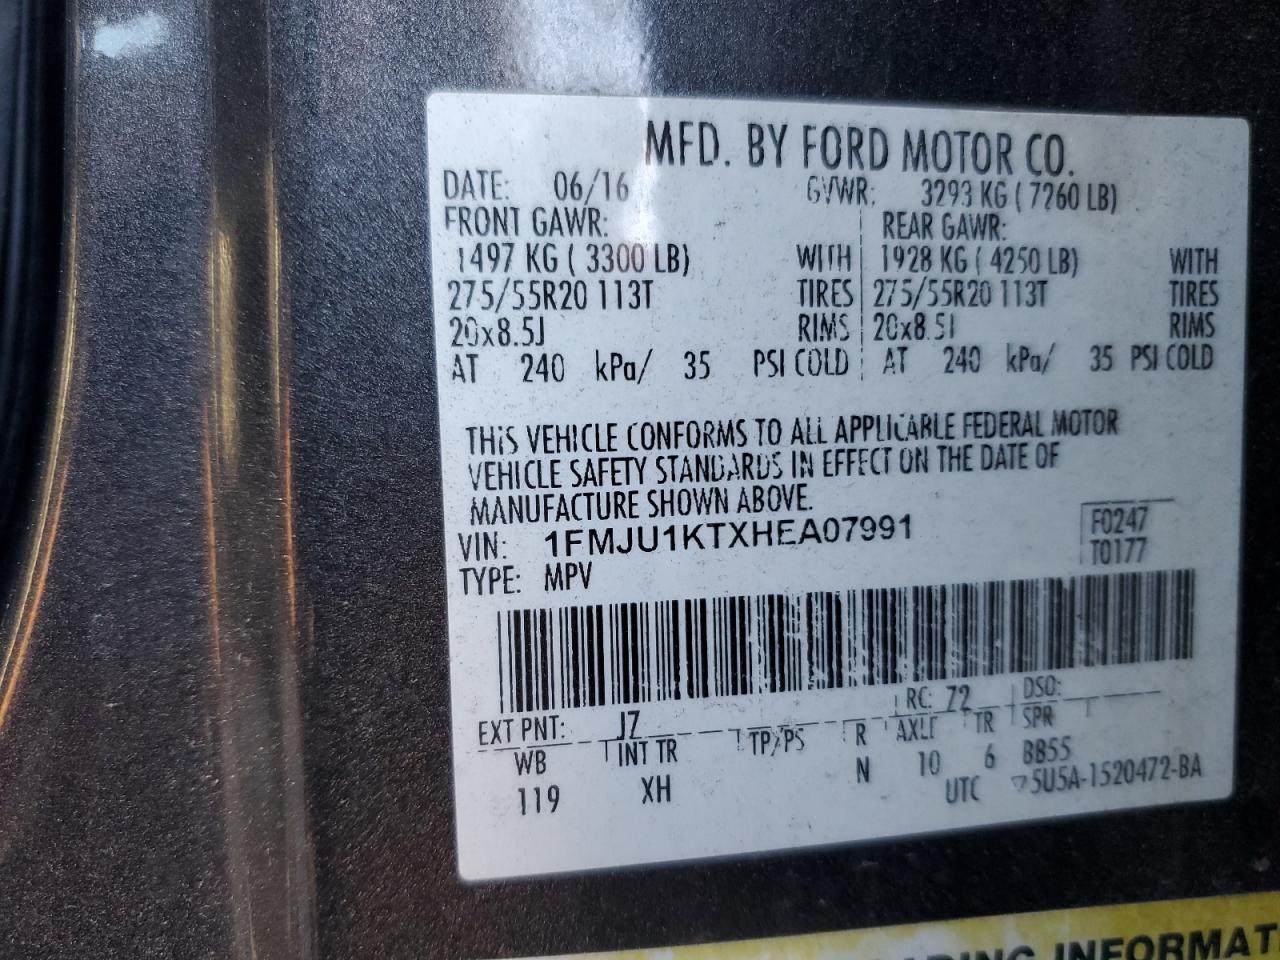 MFD. BY FORD MOTOR CO.
DATE: 06/16 GVWR: 3293 KG ( 7260 LB)
FRONT GAWR: REAR GAWR:
1497 KG ( 3300 LB) WITH 1928 KG ( 4250 LB) WITH
275/55R20 113T TIRES 275/55R20 113T TIRES
20x8.5J RIMS 20x8.5J RIMS
AT 240 kPa/ 35 PSI COLD AT 240 kPa/ 35 PSI COLD
THIS VEHICLE CONFORMS TO ALL APPLICABLE FEDERAL MOTOR
VEHICLE SAFETY STANDARDS IN EFFECT ON THE DATE OF
MANUFACTURE SHOWN ABOVE.
VIN: 1FMJU1KTXHEA07991 F0247
TYPE: MPV T0177
EXT PNT: J7 RC: 72 DSO:
WB INT TR TP/PS R AXLE TR SPR
119 XH N 10 6 BB55
UTC ▽5U5A-1520472-BA
INFORMAT